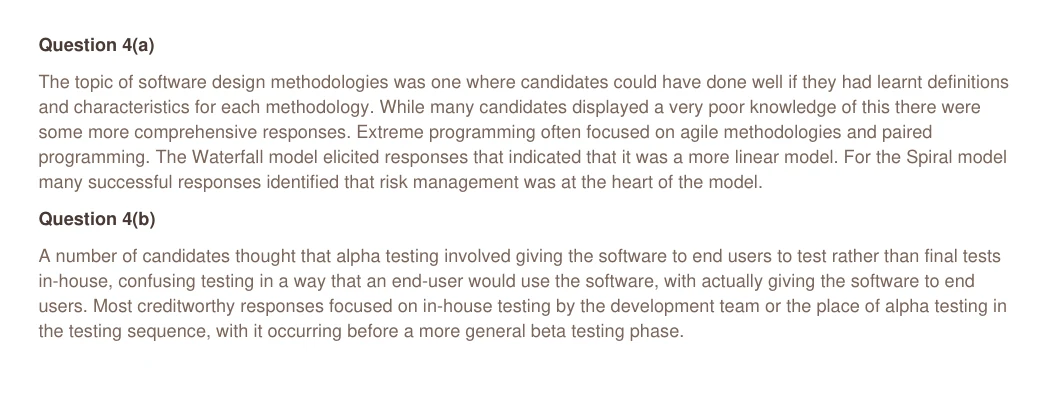 Question 4(a)
The topic of software design methodologies was one where candidates could have done well if they had learnt definitions
and characteristics for each methodology. While many candidates displayed a very poor knowledge of this there were
some more comprehensive responses. Extreme programming often focused on agile methodologies and paired
programming. The Waterfall model elicited responses that indicated that it was a more linear model. For the Spiral model
many successful responses identified that risk management was at the heart of the model.
Question 4(b)
A number of candidates thought that alpha testing involved giving the software to end users to test rather than final tests
in-house, confusing testing in a way that an end-user would use the software, with actually giving the software to end
users. Most creditworthy responses focused on in-house testing by the development team or the place of alpha testing in
the testing sequence, with it occurring before a more general beta testing phase.